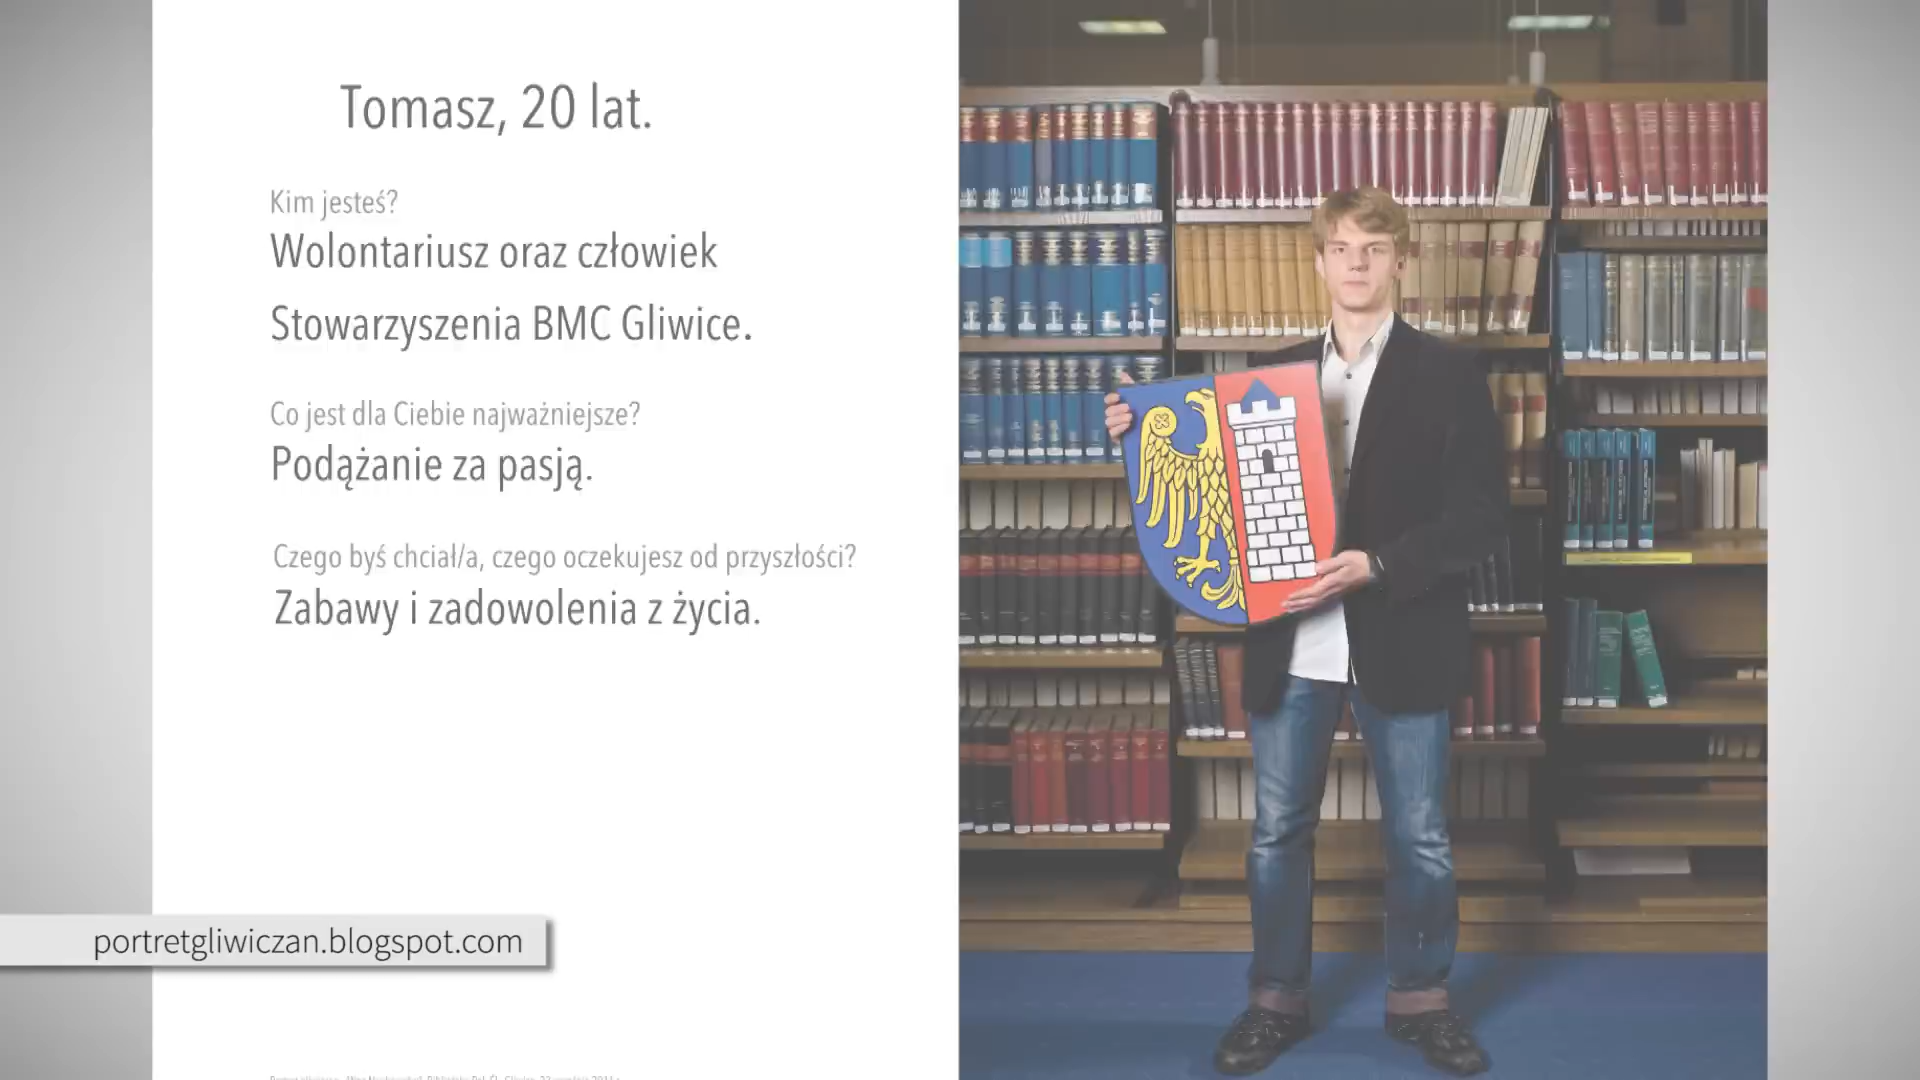 Tomasz, 20 lat.
Kim jesteś?
Wolontariusz oraz człowiek
Stowarzyszenia BMC Gliwice.
Co jest dla Ciebie najważniejsze?
Podążanie za pasją.
Czego byś chciał/a, czego oczekujesz od przyszłości?
Zabawy i zadowolenia z życia.
portretgliwiczan.blogspot.com